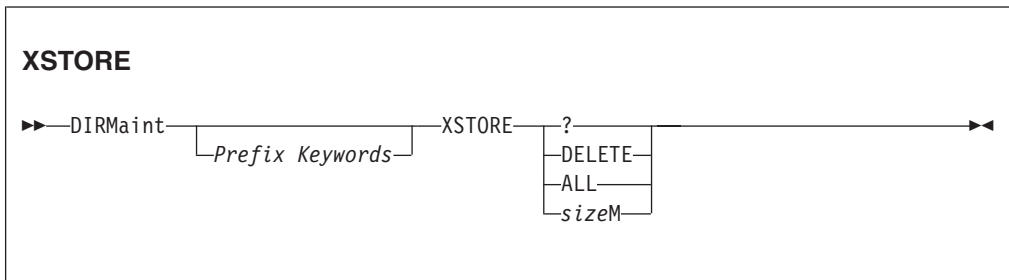 XSTORE
DIRMaint XSTORE ?
Prefix Keywords DELETE
ALL
sizeM